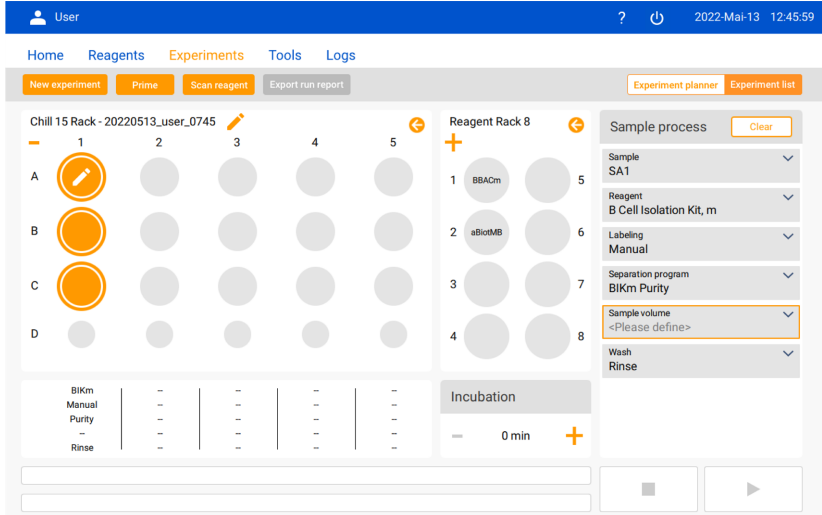 User
? 2022-Mai-13 12:45:59
Home Reagents Experiments Tools Logs
New experiment Prime Scan reagent Export run report Experiment planner Experiment list
Chill 15 Rack - 20220513_user_0745
1 2 3 4 5
A
B
C
D
Reagent Rack 8
1 BBACm 5
2 aBiotMB 6
3 7
4 8
Sample process Clear
Sample
SA1
Reagent
B Cell Isolation Kit, m
Labeling
Manual
Separation program
BIKm Purity
Sample volume
<Please define>
Wash
Rinse
BIKm -- -- -- --
Manual -- -- -- --
Purity -- -- -- --
-- -- -- -- --
Rinse -- -- -- --
Incubation
0 min